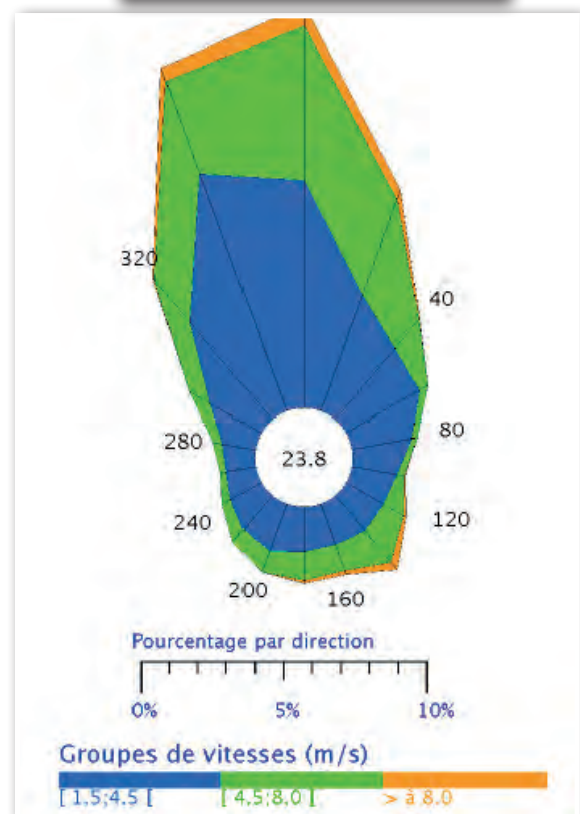 320
40
280
23.8
80
240
120
200
160
Pourcentage par direction
0% 5% 10%
Groupes de vitesses (m/s)
[ 1.5;4.5 [ [ 4.5;8.0 [ > à 8.0